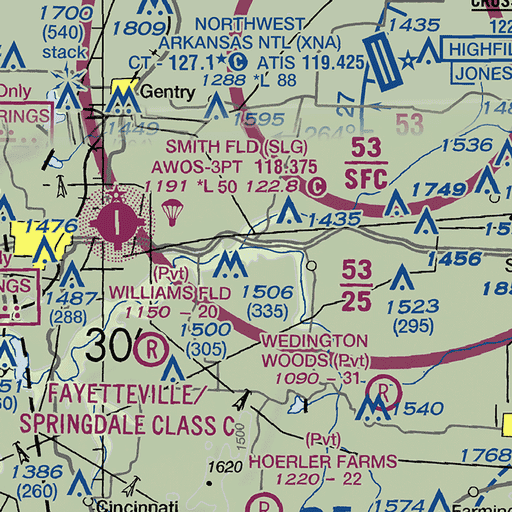 1700
(540)
stack
1809
NORTHWEST
ARKANSAS NTL (XNA)
CT - 127.1 * C ATIS 119.425
1288 *L 88
1435
HIGHFIL
JONES
Only
RINGS
Gentry
1449
1595
27
2648
53
1536
SMITH FLD (SLG)
AWOS-3PT 118.375
1191 *L 50 122.8 C
53
SFC
1749
1476
1435
1456
NGS
1487
(288)
(Pvt)
WILLIAMS FLD
1150 - 20
1506
(335)
53
25
1523
(295)
30'
R
1500
(305)
WEDINGTON
WOODS (Pvt)
1090 - 31
R
1540
FAYETTEVILLE/
SPRINGDALE CLASS C
1500
(Pvt)
HOERLER FARMS
1220 - 22
1620
1768
1386
(260)
Cincinnati
R
1574
Farming